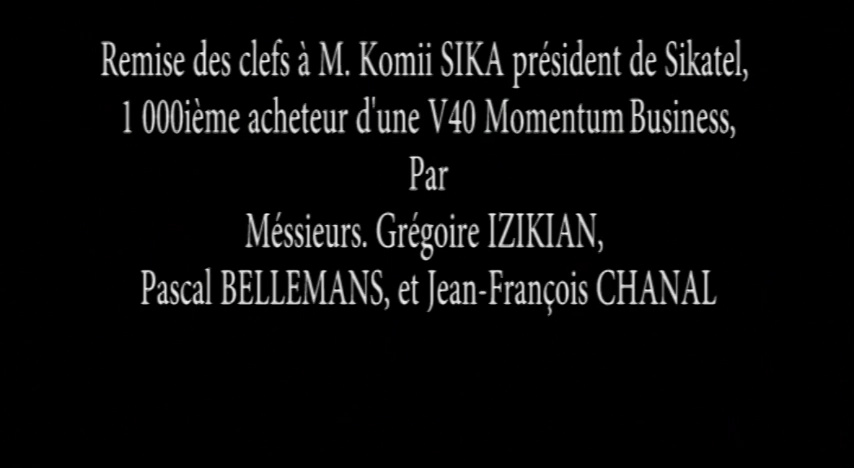 Remise des clefs à M. Komii SIKA président de Sikatel,
1 000ième acheteur d'une V40 Momentum Business,
Par
Méssieurs. Grégoire IZIKIAN,
Pascal BELLEMANS, et Jean-François CHANAL